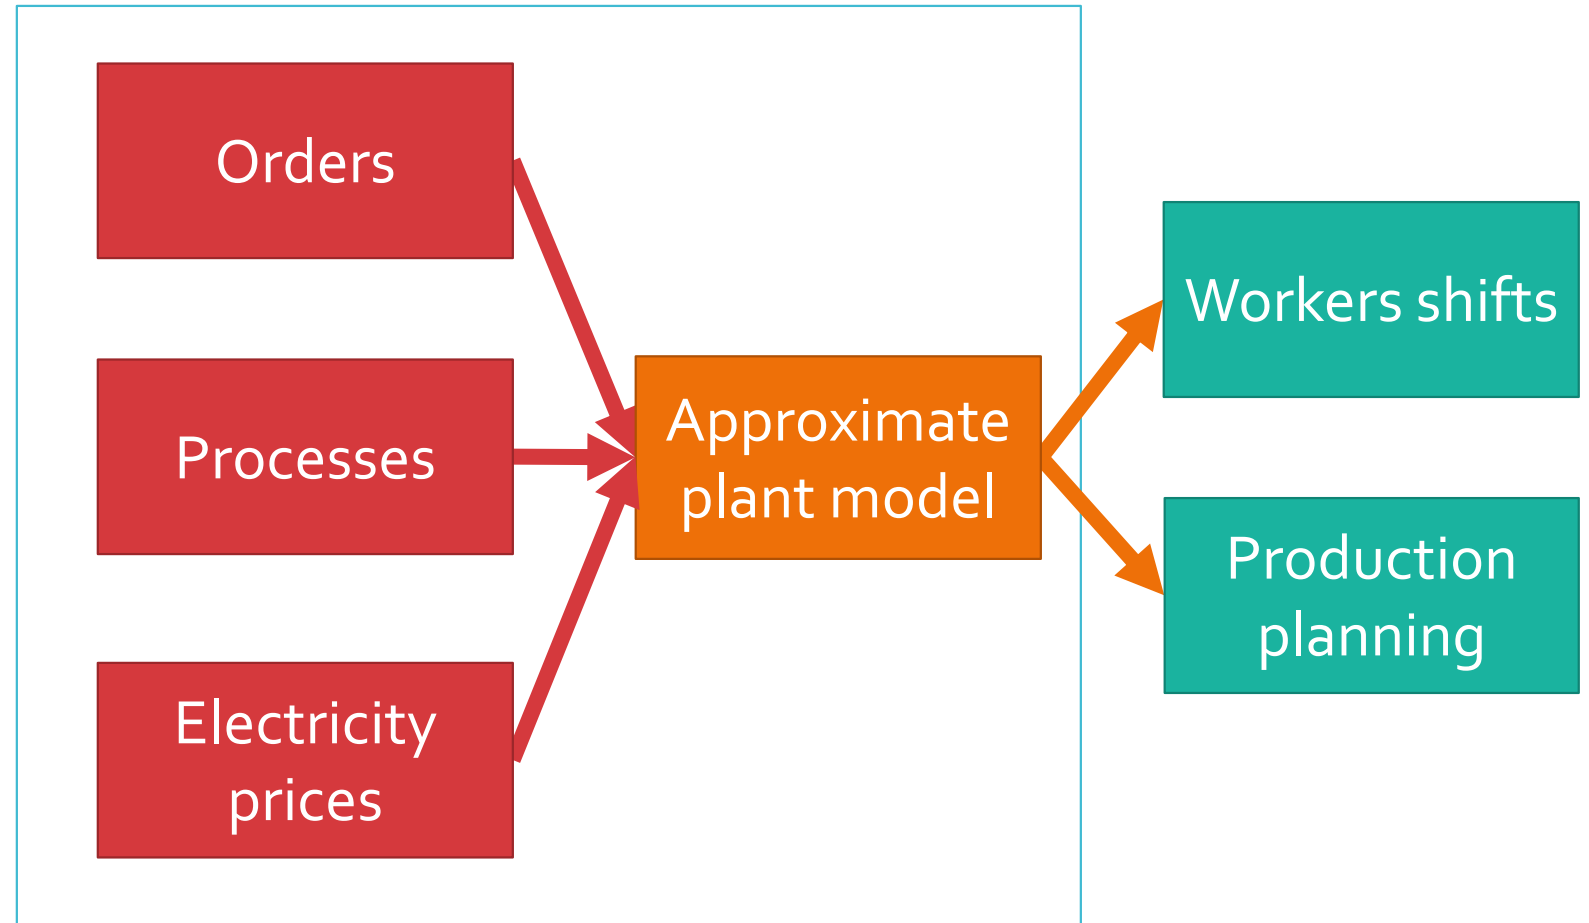 Orders
Processes
Electricity
prices
Approximate
plant model
Workers shifts
Production
planning